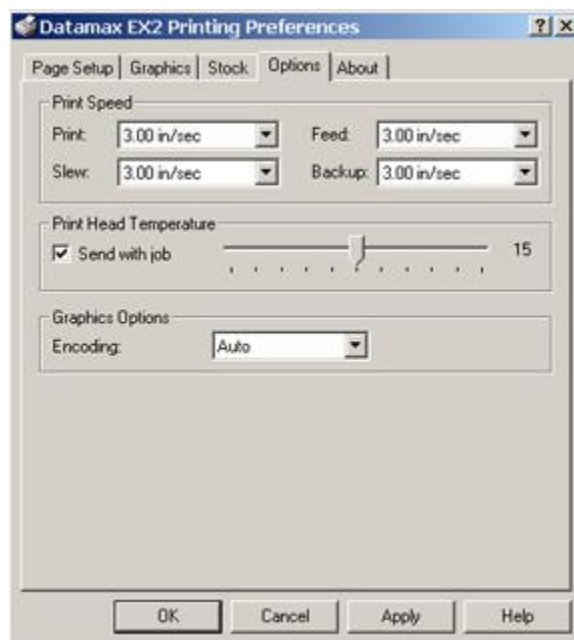 Datamax EX2 Printing Preferences
Page Setup Graphics Stock Options About
Print Speed
Print: 3.00 in/sec Feed: 3.00 in/sec
Slew: 3.00 in/sec Backup: 3.00 in/sec
Print Head Temperature
Send with job 15
Graphics Options
Encoding: Auto
OK Cancel Apply Help